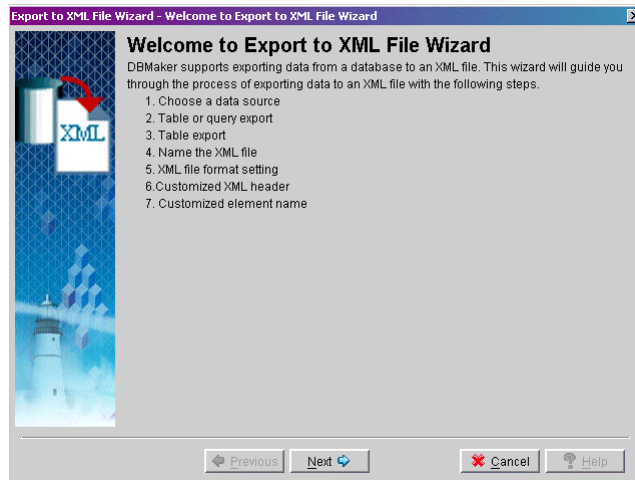 Export to XML File Wizard - Welcome to Export to XML File Wizard
Welcome to Export to XML File Wizard
DBMaker supports exporting data from a database to an XML file. This wizard will guide you
through the process of exporting data to an XML file with the following steps.
1. Choose a data source
2. Table or query export
3. Table export
4. Name the XML file
5. XML file format setting
6.Customized XML header
7. Customized element name
XML
Previous Next Cancel Help